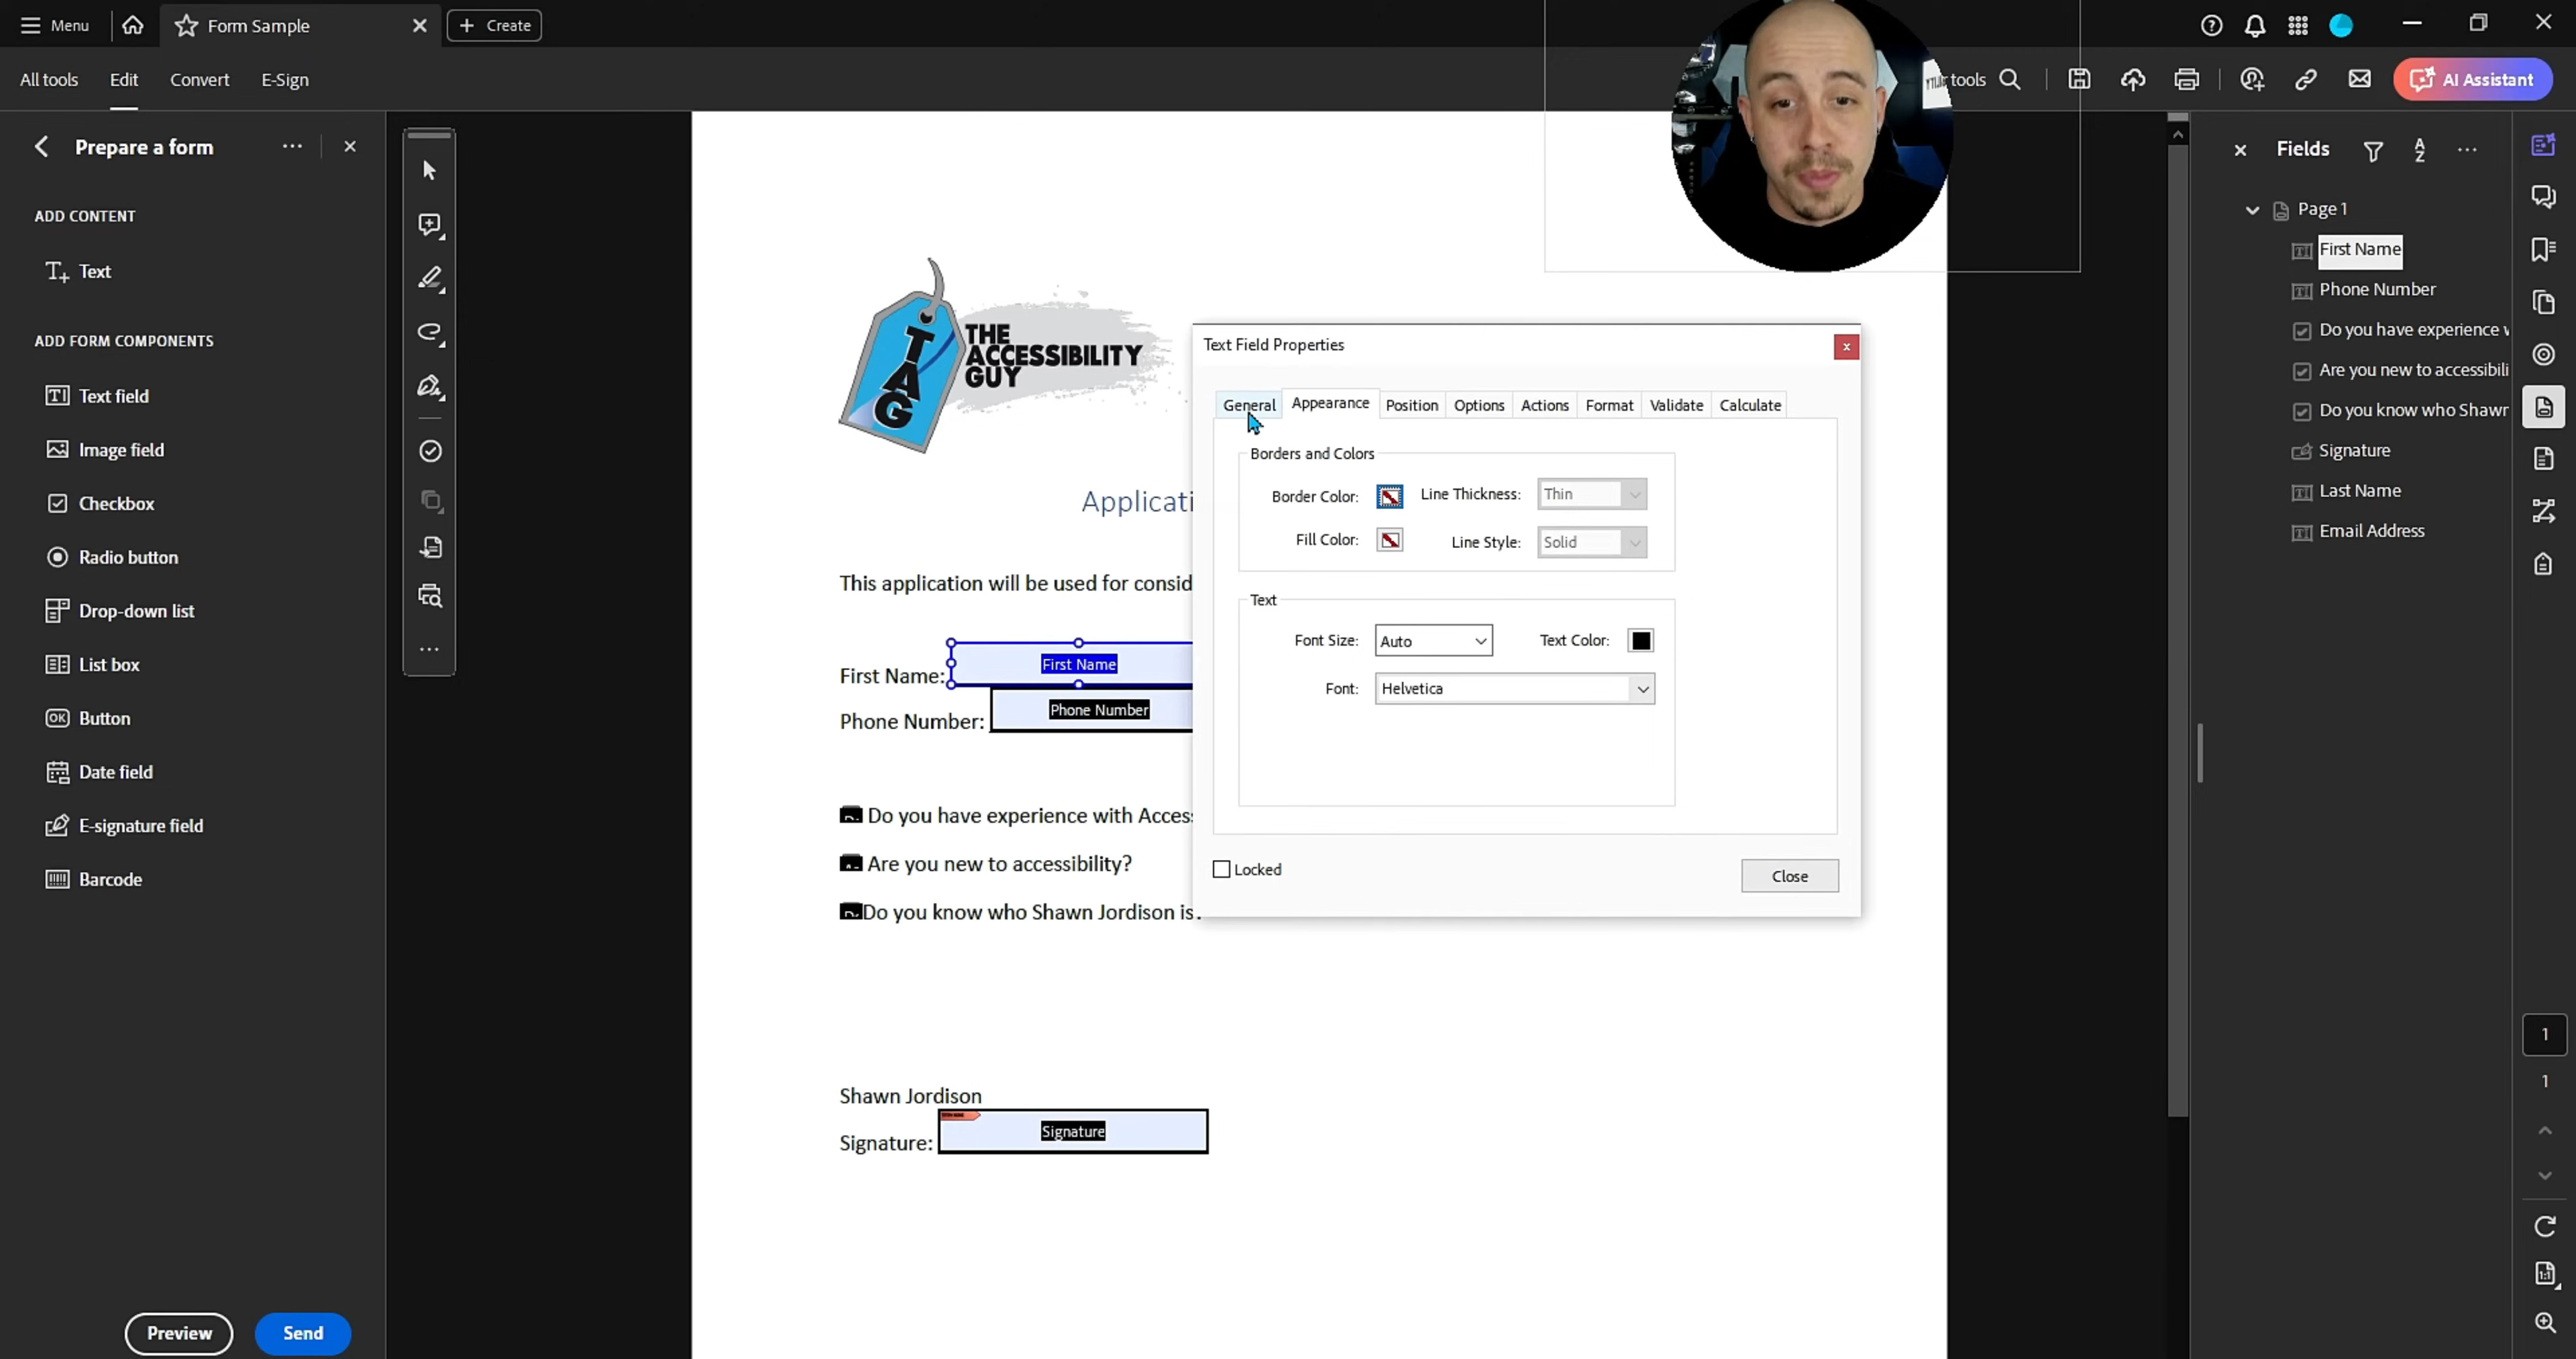 Menu
Form Sample
Create
All tools
Edit
Convert
E-Sign
tools
AI Assistant
Prepare a form
ADD CONTENT
Text
ADD FORM COMPONENTS
Text field
Image field
Checkbox
Radio button
Drop-down list
List box
Button
Date field
E-signature field
Barcode
Preview
Send
TAG
THE
ACCESSIBILITY
GUY
Applicati
This application will be used for consid
First Name:
First Name
Phone Number:
Phone Number
Do you have experience with Acces
Are you new to accessibility?
Do you know who Shawn Jordison is?
Shawn Jordison
Signature:
Signature
Text Field Properties
General
Appearance
Position
Options
Actions
Format
Validate
Calculate
Borders and Colors
Border Color:
Line Thickness:
Thin
Fill Color:
Line Style:
Solid
Text
Font Size:
Auto
Text Color:
Font:
Helvetica
Locked
Close
Fields
Page 1
First Name
Phone Number
Do you have experience
Are you new to accessibili
Do you know who Shawn
Signature
Last Name
Email Address
1
1